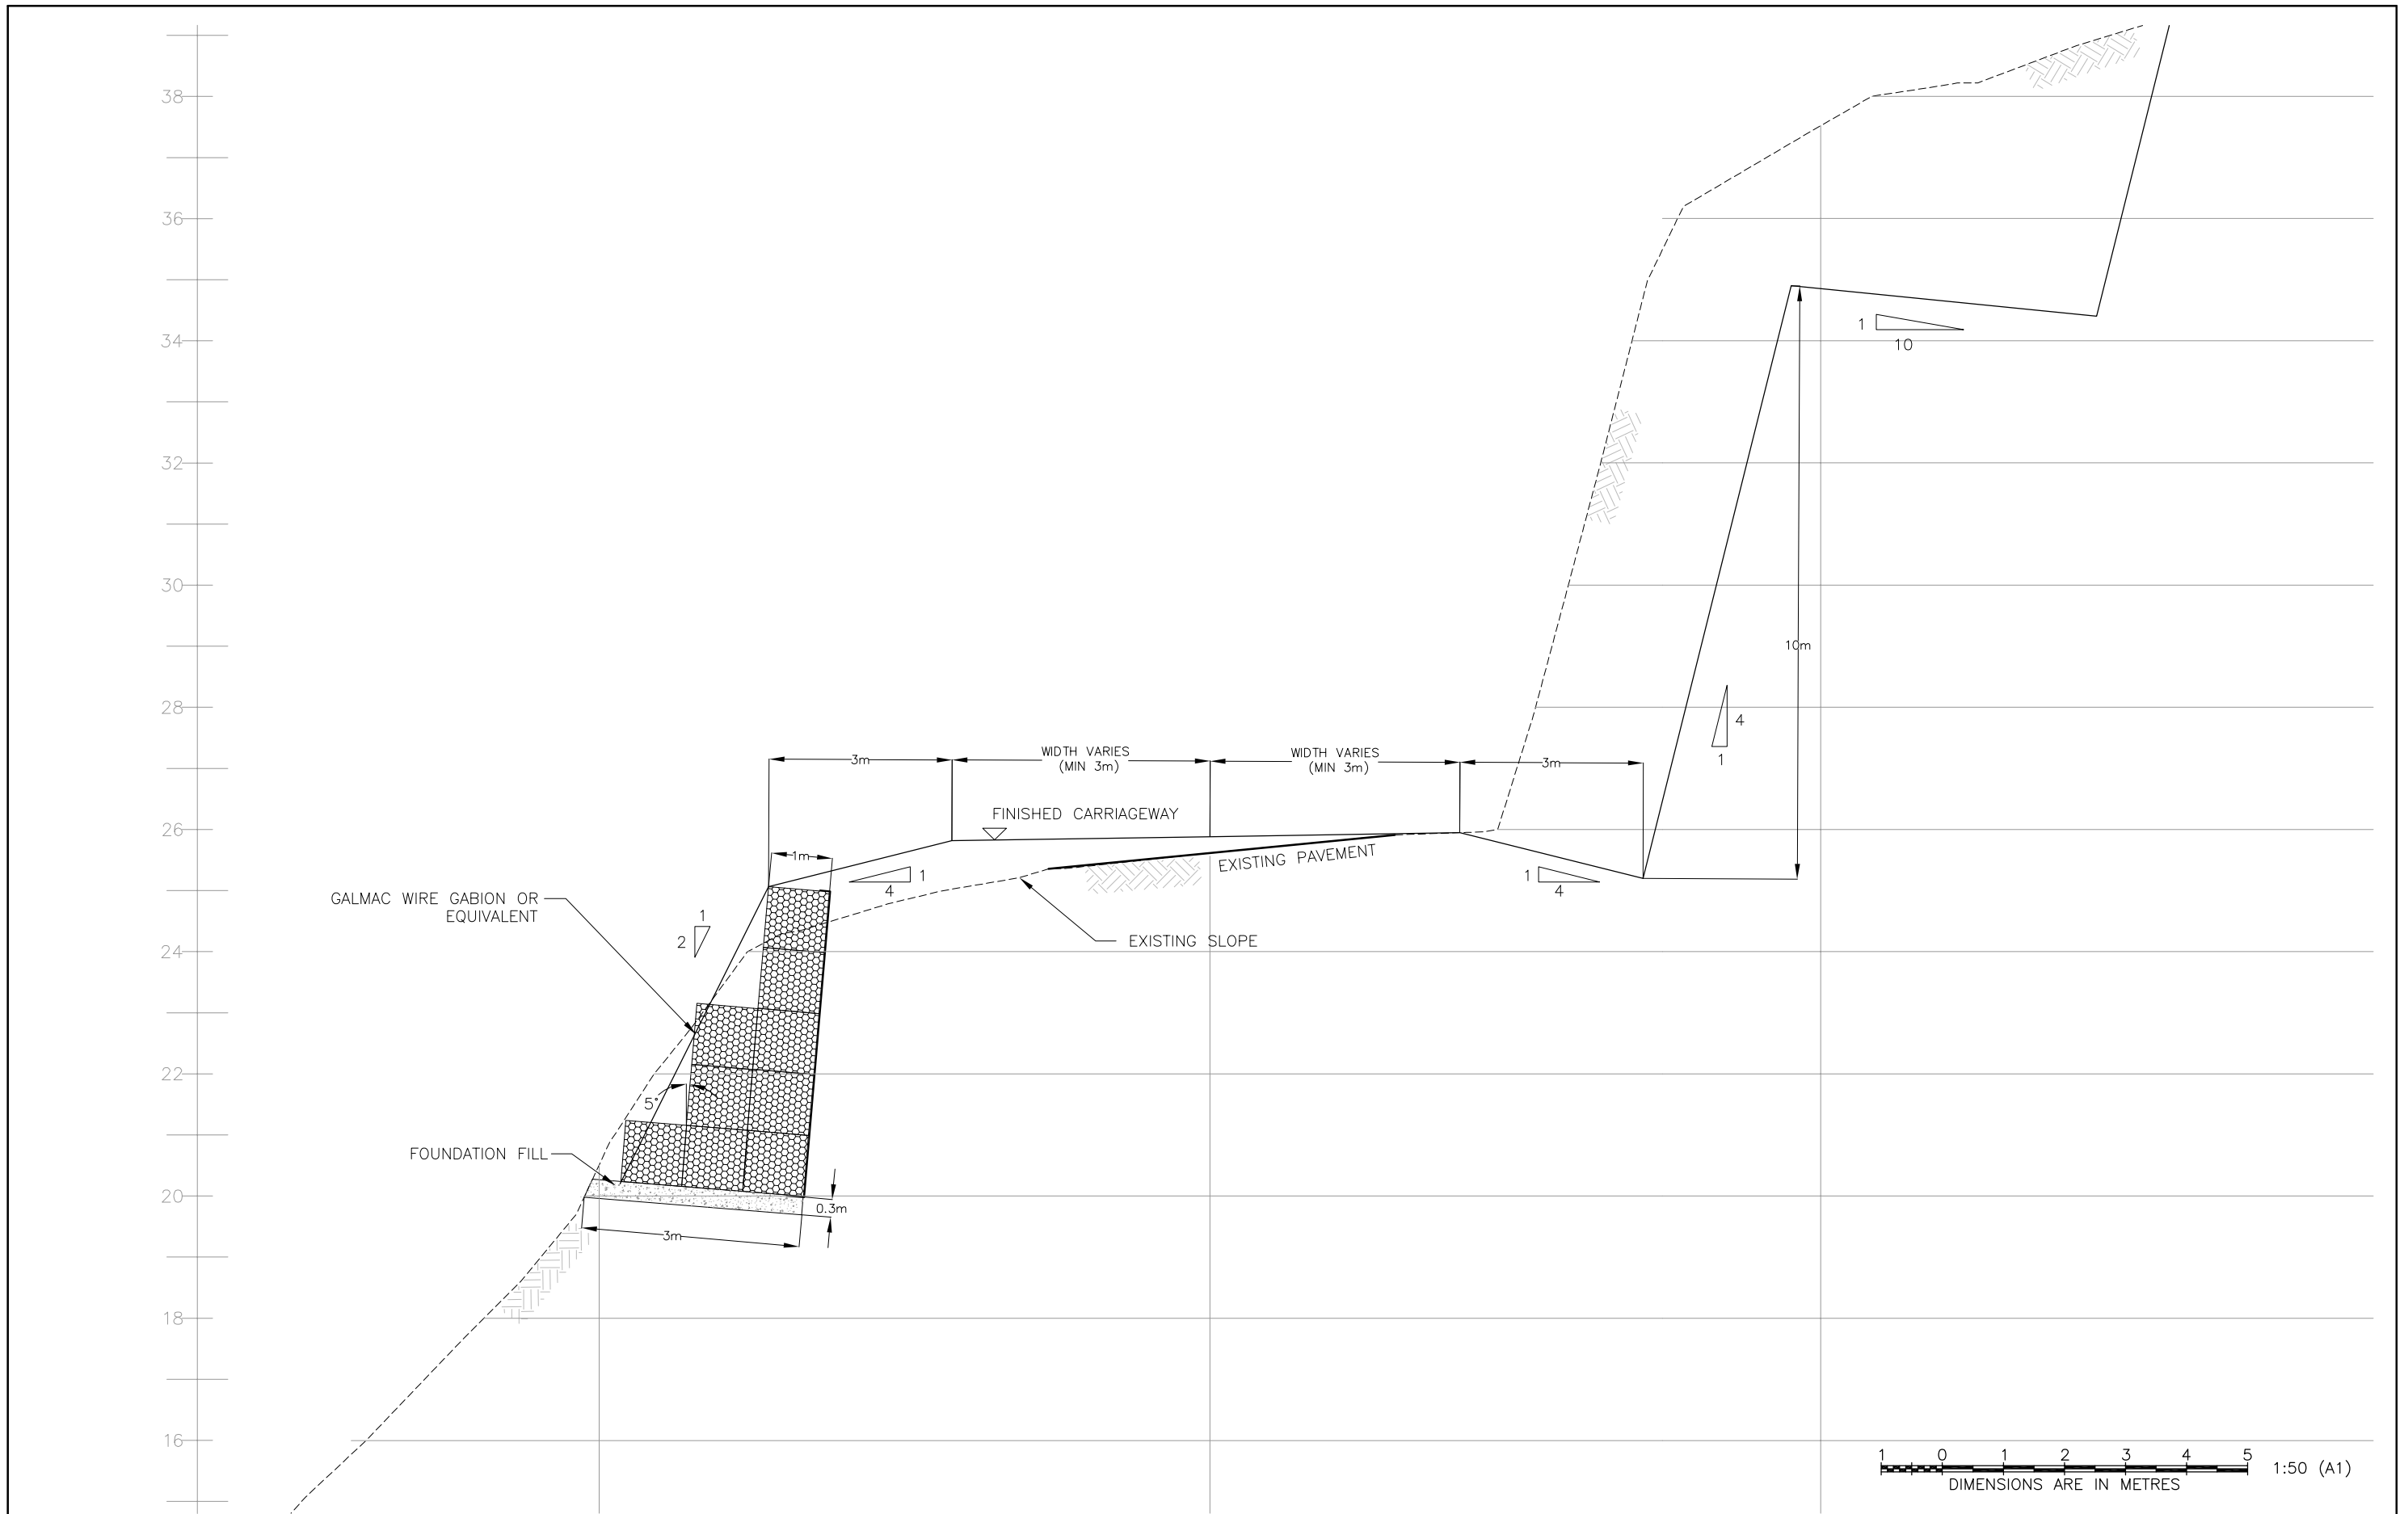 38
36
34
32
30
28
26
24
22
20
18
16
1
10
10m
4
1
3m
WIDTH VARIES
(MIN 3m)
WIDTH VARIES
(MIN 3m)
3m
FINISHED CARRIAGEWAY
1m
EXISTING PAVEMENT
1
4
1
4
GALMAC WIRE GABION OR
EQUIVALENT
1
2
EXISTING SLOPE
5°
FOUNDATION FILL
0.3m
3m
1 0 1 2 3 4 5
1:50 (A1)
DIMENSIONS ARE IN METRES